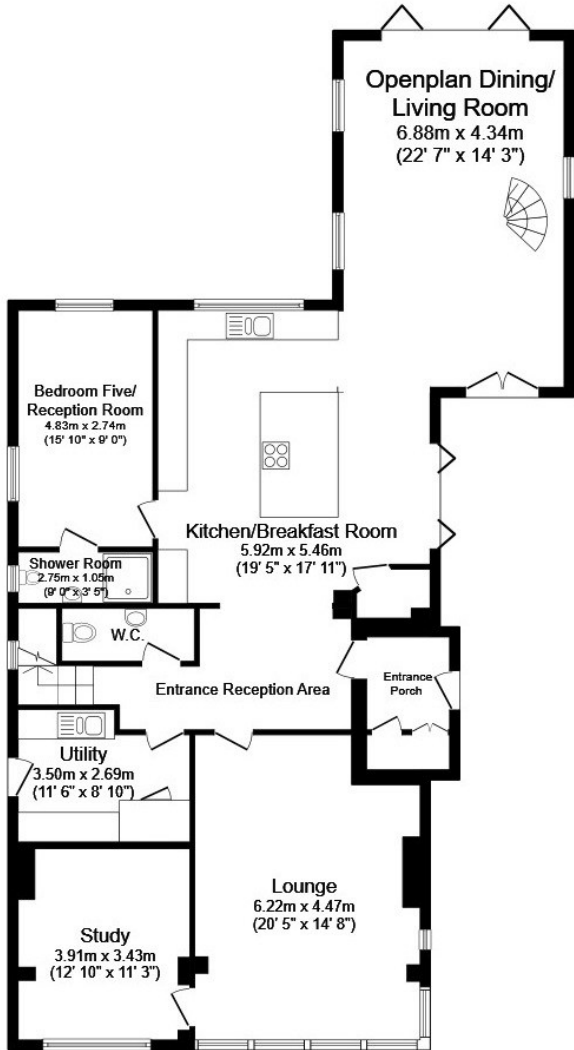 Openplan Dining/
Living Room
6.88m x 4.34m
(22' 7" x 14' 3")
Bedroom Five/
Reception Room
4.83m x 2.74m
(15' 10" x 9' 0")
Kitchen/Breakfast Room
5.92m x 5.46m
(19' 5" x 17' 11")
Shower Room
2.75m x 1.05m
(9' 0" x 3' 5")
W.C.
Entrance Reception Area
Entrance
Porch
Utility
3.50m x 2.69m
(11' 6" x 8' 10")
Lounge
6.22m x 4.47m
(20' 5" x 14' 8")
Study
3.91m x 3.43m
(12' 10" x 11' 3")